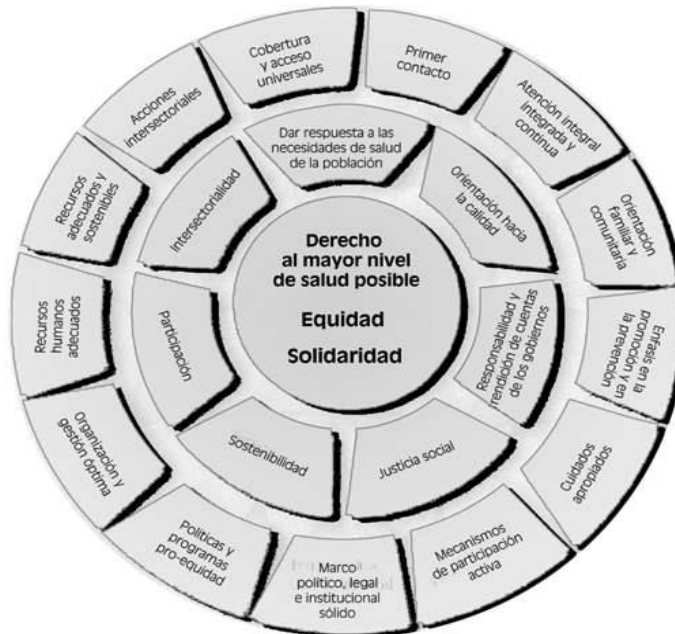 Cobertura
y acceso
universales
Primer
contacto
Atención integral
integrada y
continua
Orientación
familiar y
comunitaria
Énfasis en la
promoción y en
la prevención
Cuidados
apropiados
Mecanismos
de participación
activa
Marco
político, legal
e institucional
sólido
Políticas y
programas
pro-equidad
Organización y
gestión óptima
Recursos
humanos
adecuados
Recursos
adecuados y
sostenibles
Acciones
intersectoriales
Dar respuesta a las
necesidades de salud
de la población
Orientación hacia
la calidad
Responsabilidad y
rendición de cuentas
de los gobiernos
Justicia social
Sostenibilidad
Participación
Intersectorialidad
Derecho
al mayor nivel
de salud posible
Equidad
Solidaridad